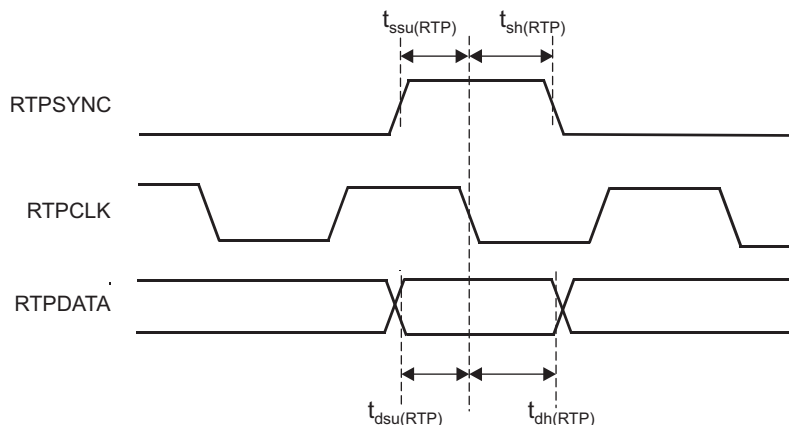 tssu(RTP) tsh(RTP)
RTPSYNC
RTPCLK
RTPDATA
tdsu(RTP) tdh(RTP)